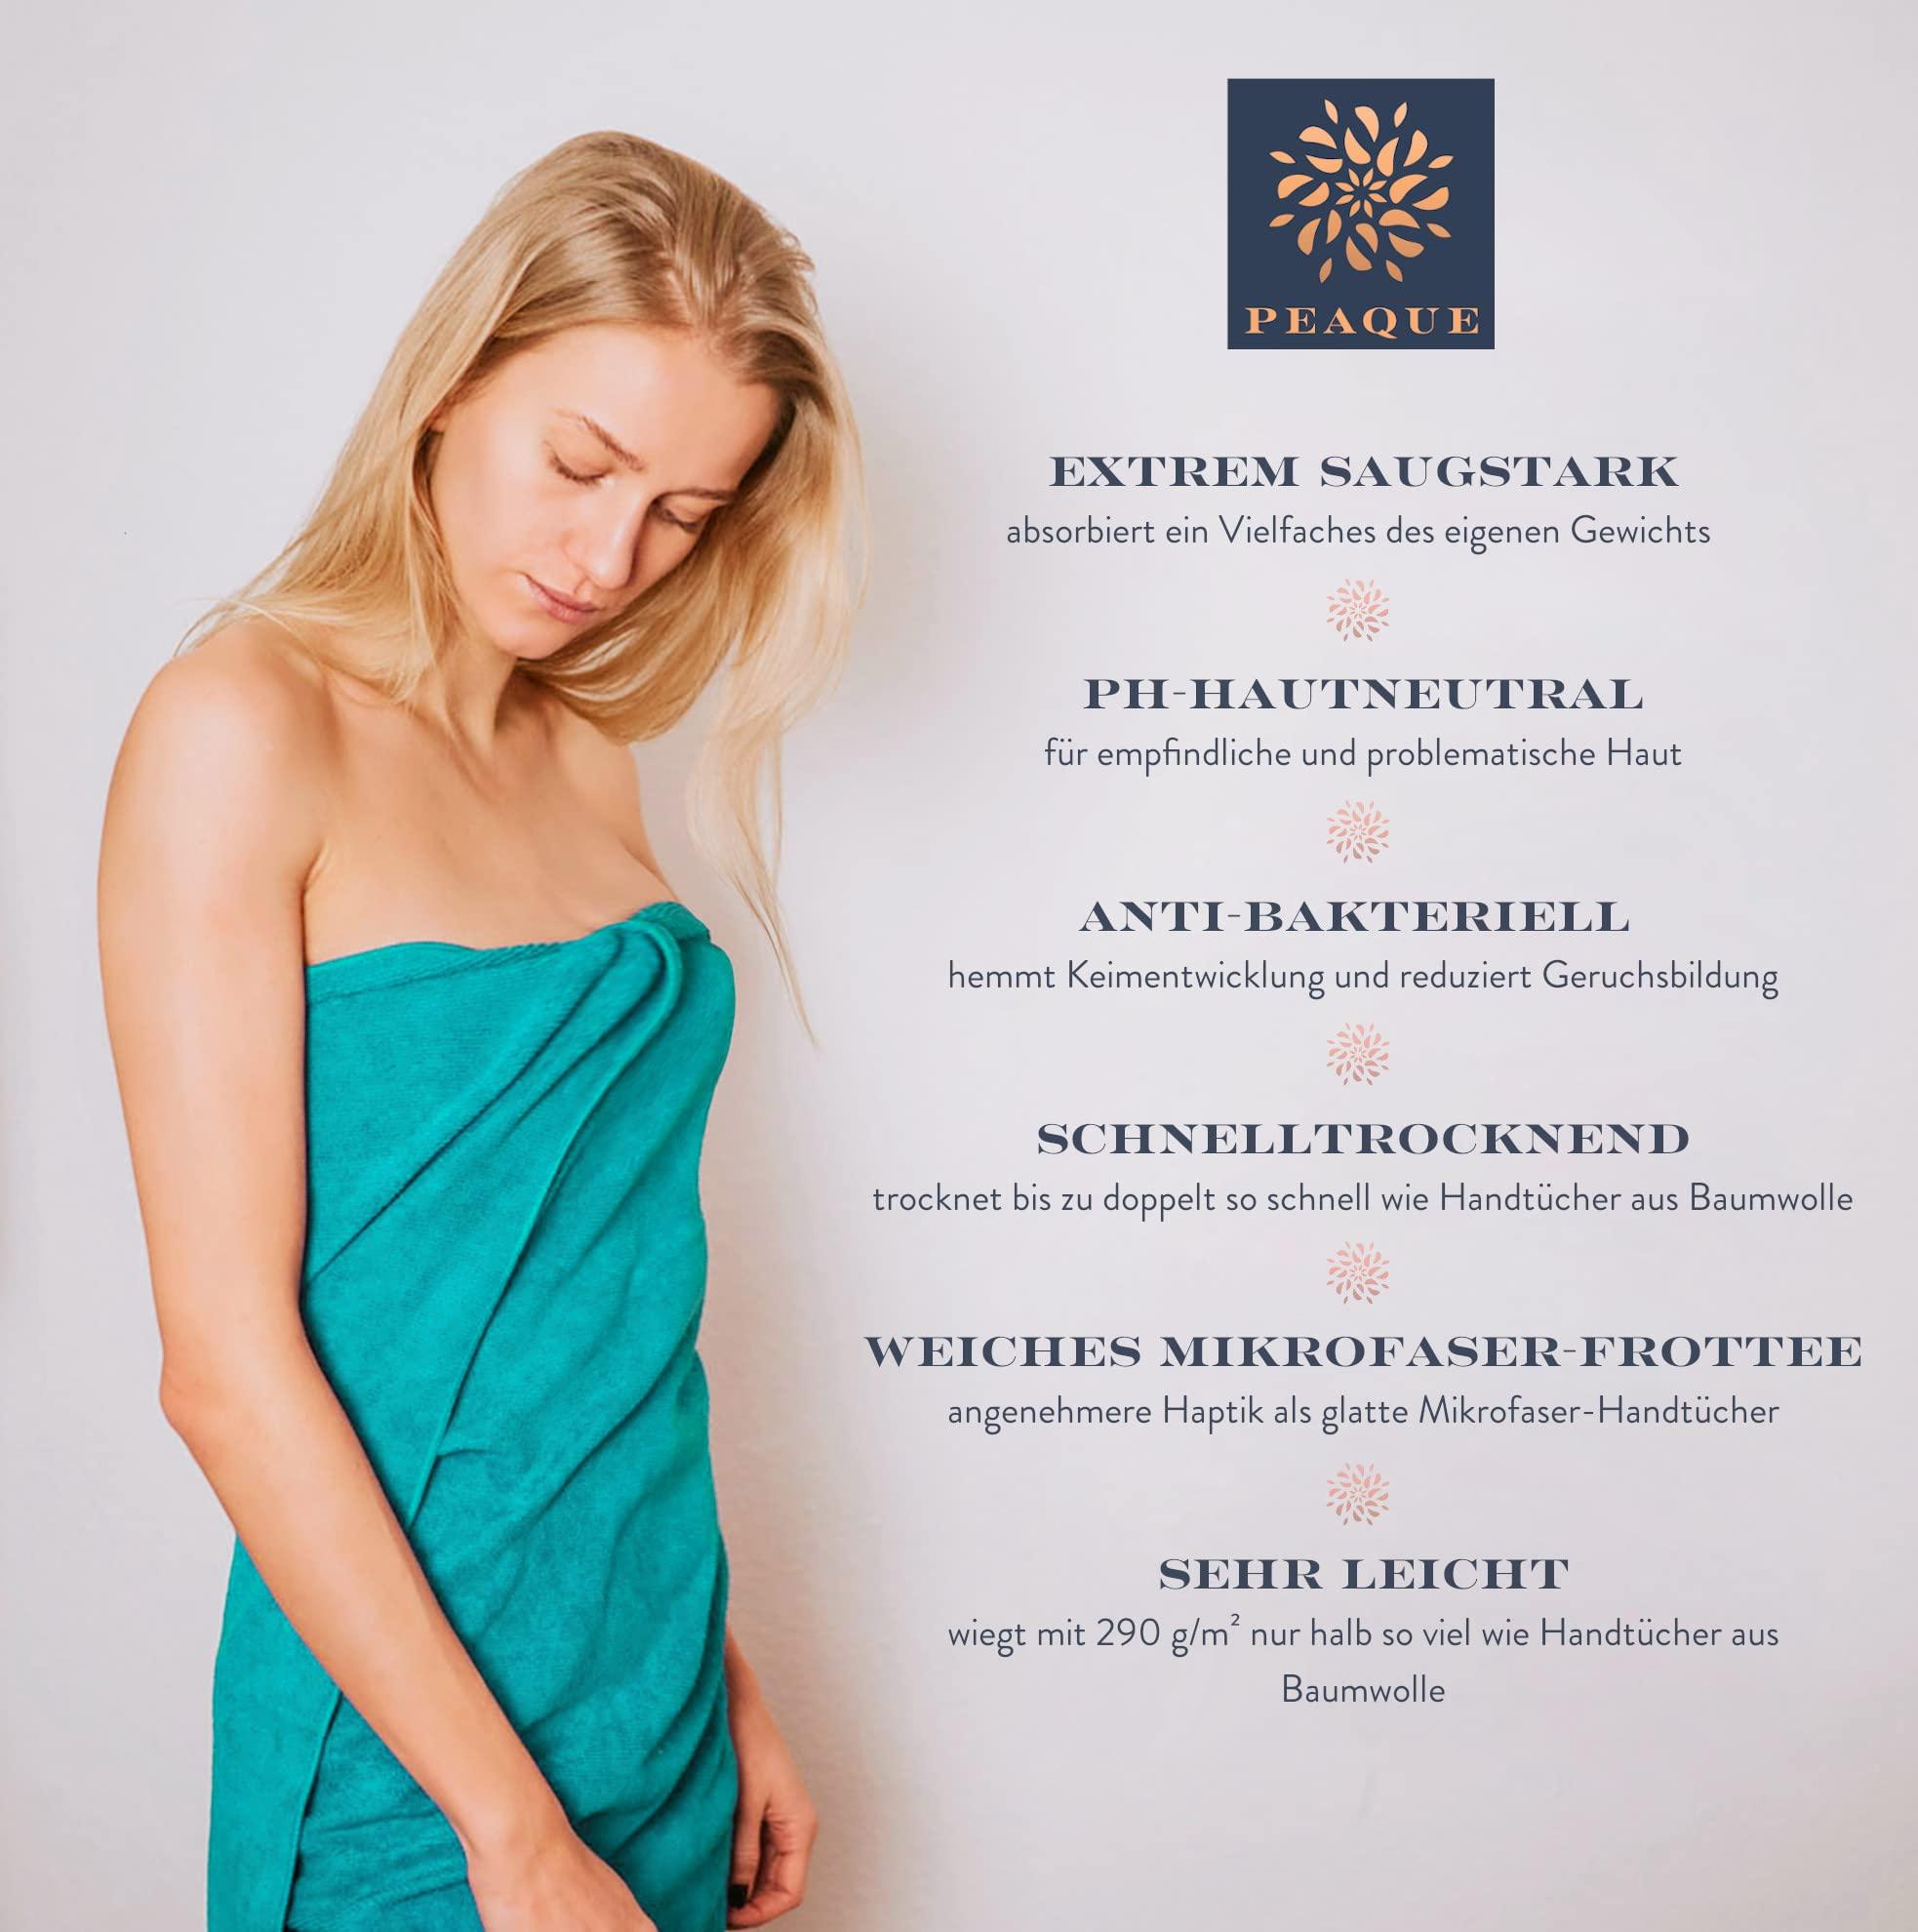 PEAQUE
EXTREM SAUGSTARK
absorbiert ein Vielfaches des eigenen Gewichts
PH-HAUTNEUTRAL
für empfindliche und problematische Haut
ANTI-BAKTERIELL
hemmt Keimentwicklung und reduziert Geruchsbildung
SCHNELLTROCKNEND
trocknet bis zu doppelt so schnell wie Handtücher aus Baumwolle
WEICHES MIKROFASER-FROTTEE
angenehmere Haptik als glatte Mikrofaser-Handtücher
SEHR LEICHT
wiegt mit 290 g/m² nur halb so viel wie Handtücher aus
Baumwolle